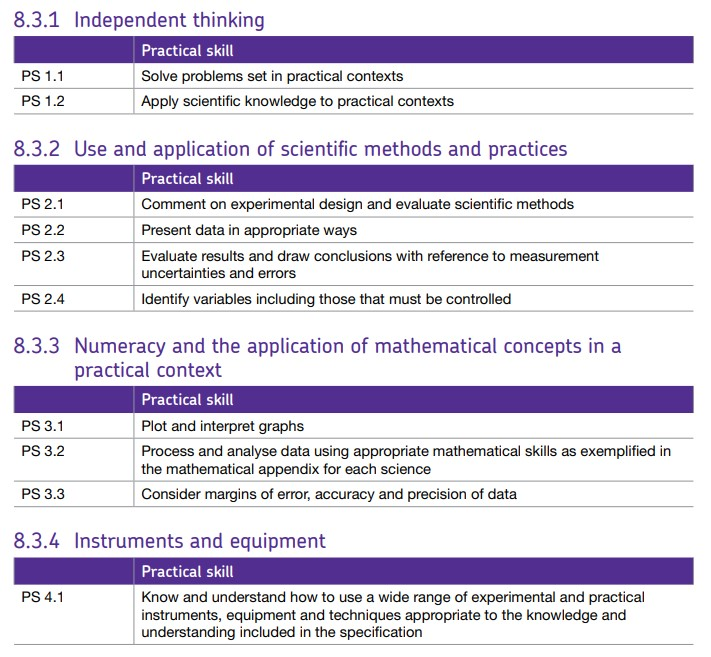 8.3.1 Independent thinking
Practical skill
PS 1.1 Solve problems set in practical contexts
PS 1.2 Apply scientific knowledge to practical contexts
8.3.2 Use and application of scientific methods and practices
Practical skill
PS 2.1 Comment on experimental design and evaluate scientific methods
PS 2.2 Present data in appropriate ways
PS 2.3 Evaluate results and draw conclusions with reference to measurement
uncertainties and errors
PS 2.4 Identify variables including those that must be controlled
8.3.3 Numeracy and the application of mathematical concepts in a
practical context
Practical skill
PS 3.1 Plot and interpret graphs
PS 3.2 Process and analyse data using appropriate mathematical skills as exemplified in
the mathematical appendix for each science
PS 3.3 Consider margins of error, accuracy and precision of data
8.3.4 Instruments and equipment
Practical skill
PS 4.1 Know and understand how to use a wide range of experimental and practical
instruments, equipment and techniques appropriate to the knowledge and
understanding included in the specification